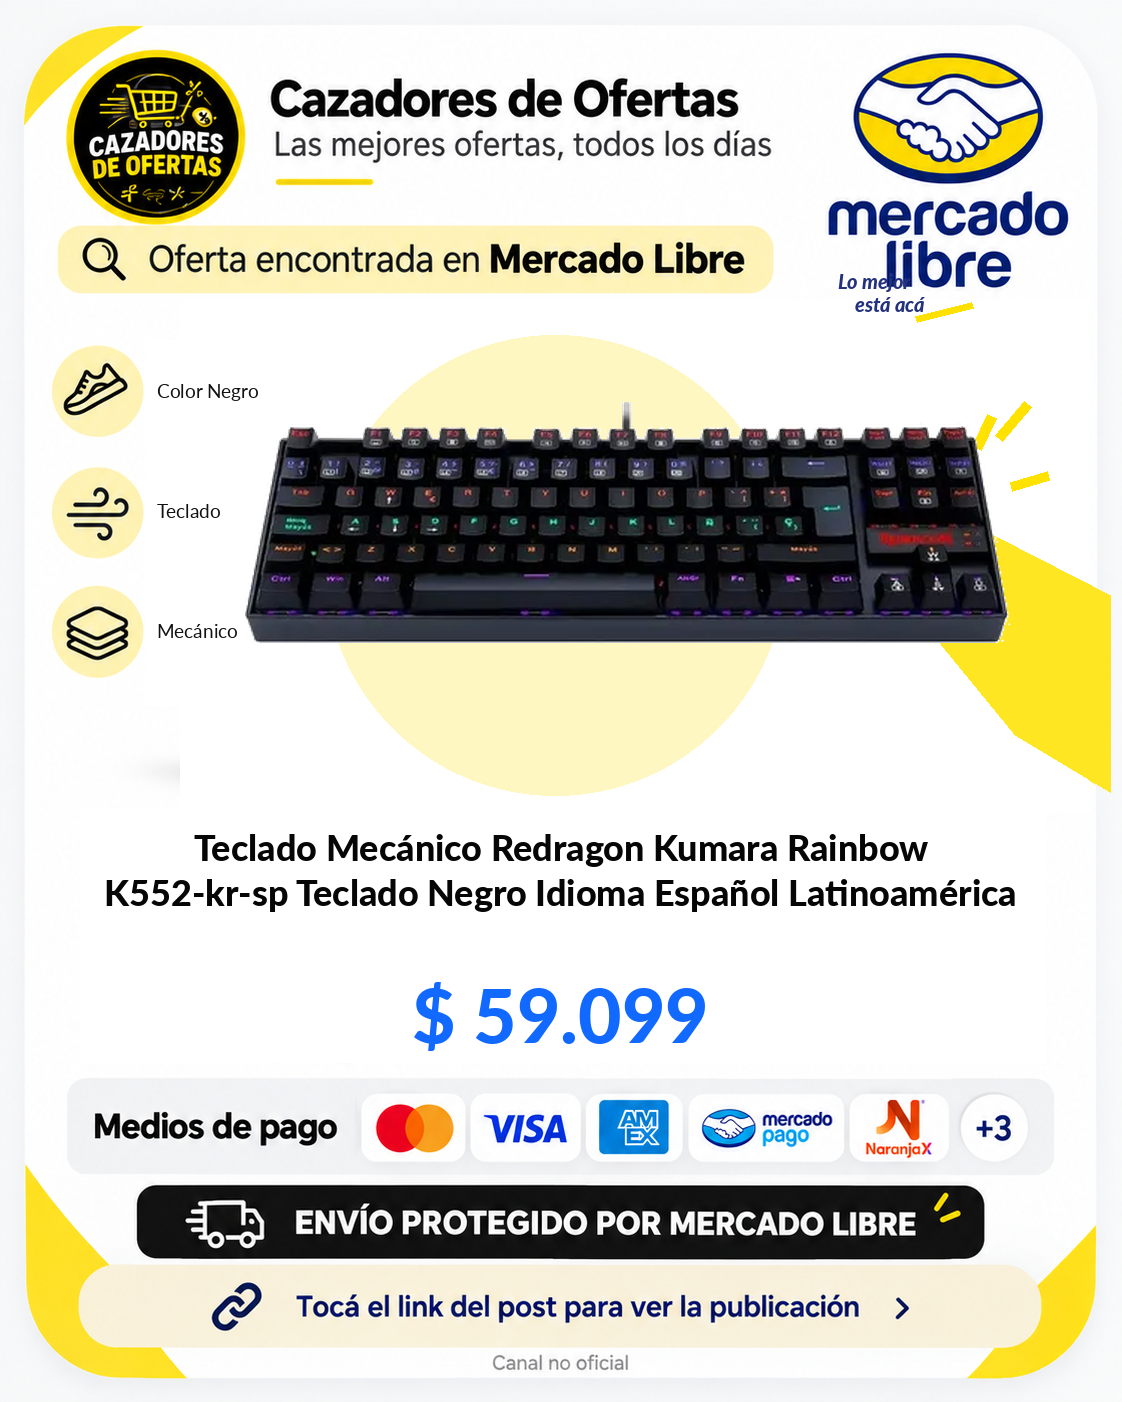 CAZADORES
DE OFERTAS
Cazadores de Ofertas
Las mejores ofertas, todos los días
mercado
libre
Lo mejor
está acá
Oferta encontrada en Mercado Libre
Color Negro
Teclado
Mecánico
Teclado Mecánico Redragon Kumara Rainbow
K552-kr-sp Teclado Negro Idioma Español Latinoamérica
$ 59.099
Medios de pago
VISA
AM
EX
mercado
pago
NaranjaX
+3
ENVÍO PROTEGIDO POR MERCADO LIBRE
Tocá el link del post para ver la publicación
Canal no oficial